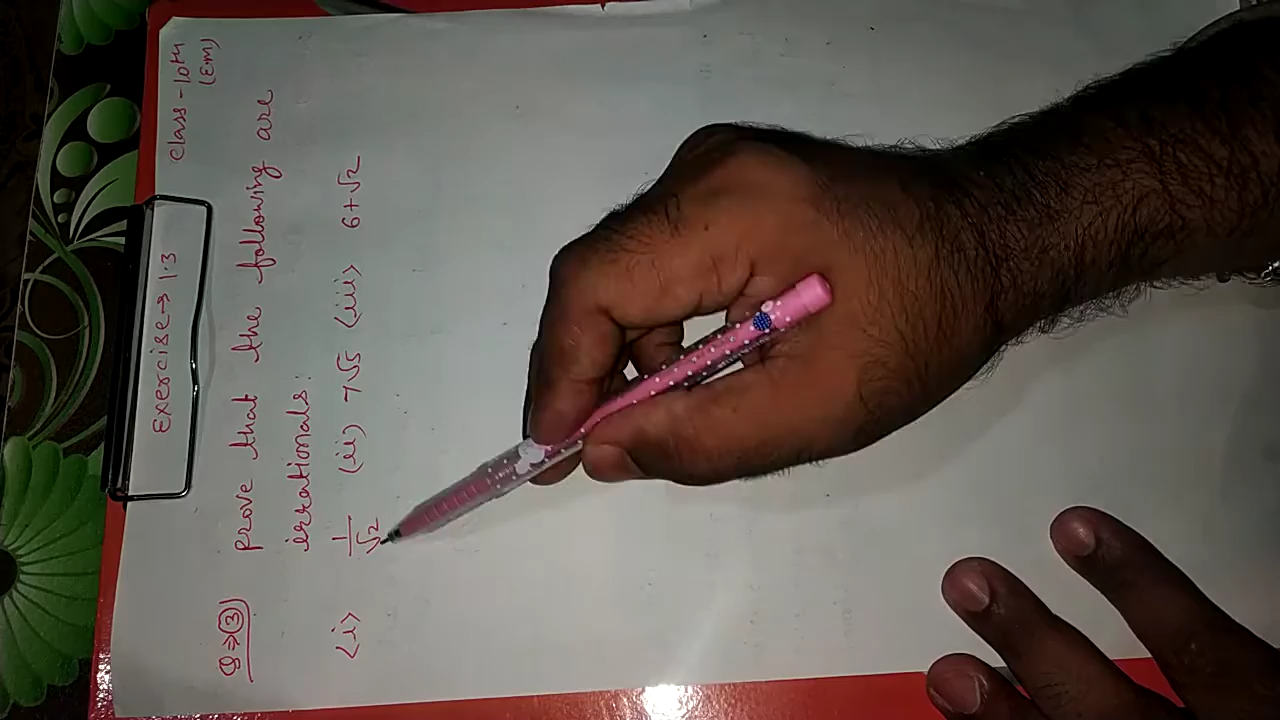 Class-10th
(EM)
Exercise→ 1.3
Q⇒③ prove that the following are
irrationals:
(i) 1/√2 (ii) 7√5 (iii) 6+√2